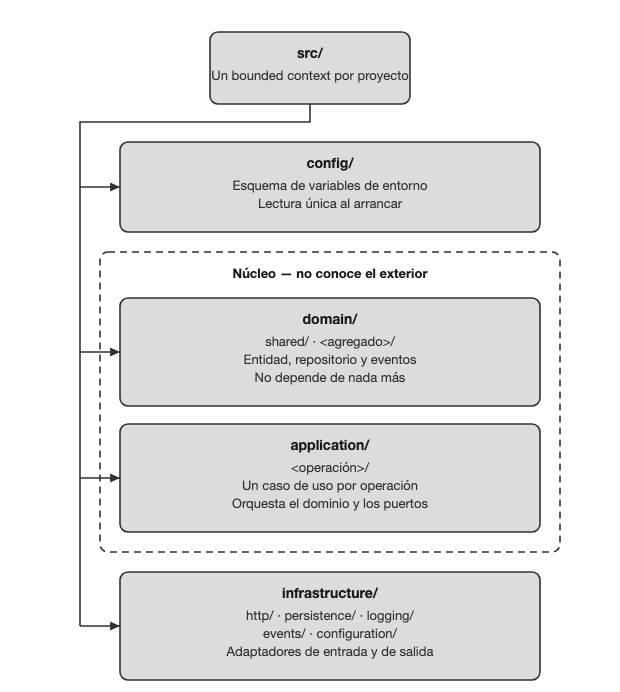 src/
Un bounded context por proyecto
config/
Esquema de variables de entorno
Lectura única al arrancar
Núcleo — no conoce el exterior
domain/
shared/ · <agregado>/
Entidad, repositorio y eventos
No depende de nada más
application/
<operación>/
Un caso de uso por operación
Orquesta el dominio y los puertos
infrastructure/
http/ · persistence/ · logging/
events/ · configuration/
Adaptadores de entrada y de salida